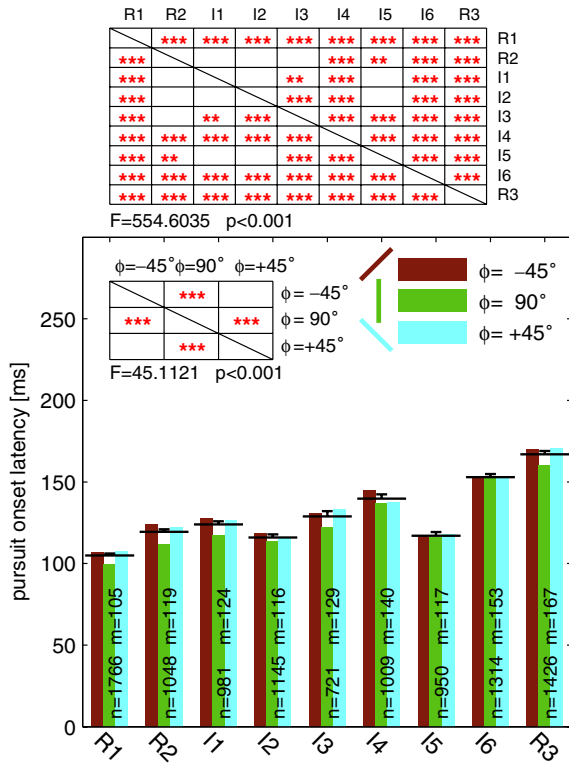 R1 R2 I1 I2 I3 I4 I5 I6 R3
*** *** *** *** *** *** *** *** R1
*** *** ** *** *** R2
*** ** *** *** *** I1
*** *** *** *** *** I2
*** ** *** *** *** *** I3
*** *** *** *** *** *** *** *** I4
*** ** *** *** *** *** I5
*** *** *** *** *** *** *** *** I6
*** *** *** *** *** *** *** *** R3
F=554.6035 p<0.001
ϕ=−45° ϕ=90° ϕ=+45°
*** ϕ= −45°
*** *** ϕ= 90°
*** ϕ=+45°
F=45.1121 p<0.001
ϕ= −45°
ϕ= 90°
ϕ= +45°
pursuit onset latency [ms]
250
200
150
100
50
0
n=1766 m=105
n=1048 m=119
n=981 m=124
n=1145 m=116
n=721 m=129
n=1009 m=140
n=950 m=117
n=1314 m=153
n=1426 m=167
R1 R2 I1 I2 I3 I4 I5 I6 R3